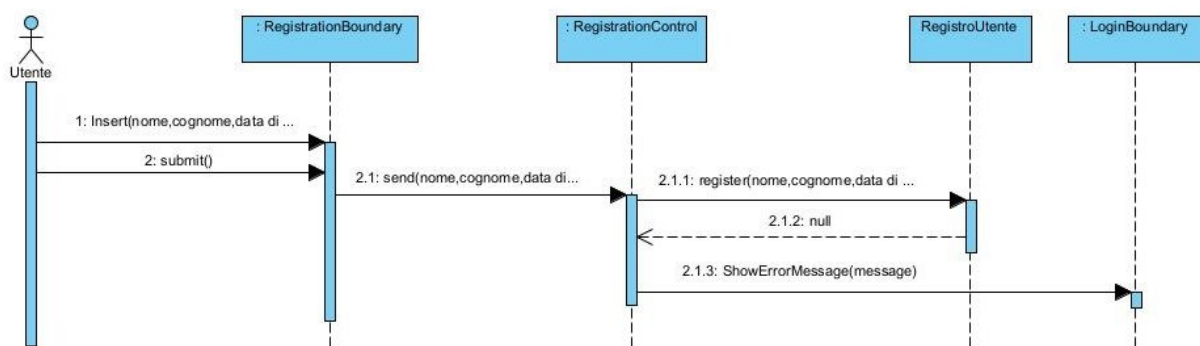 : RegistrationBoundary
: RegistrationControl
RegistroUtente
: LoginBoundary
Utente
1: Insert(nome,cognome,data di ...
2: submit()
2.1: send(nome,cognome,data di...
2.1.1: register(nome,cognome,data di ...
2.1.2: null
2.1.3: ShowErrorMessage(message)